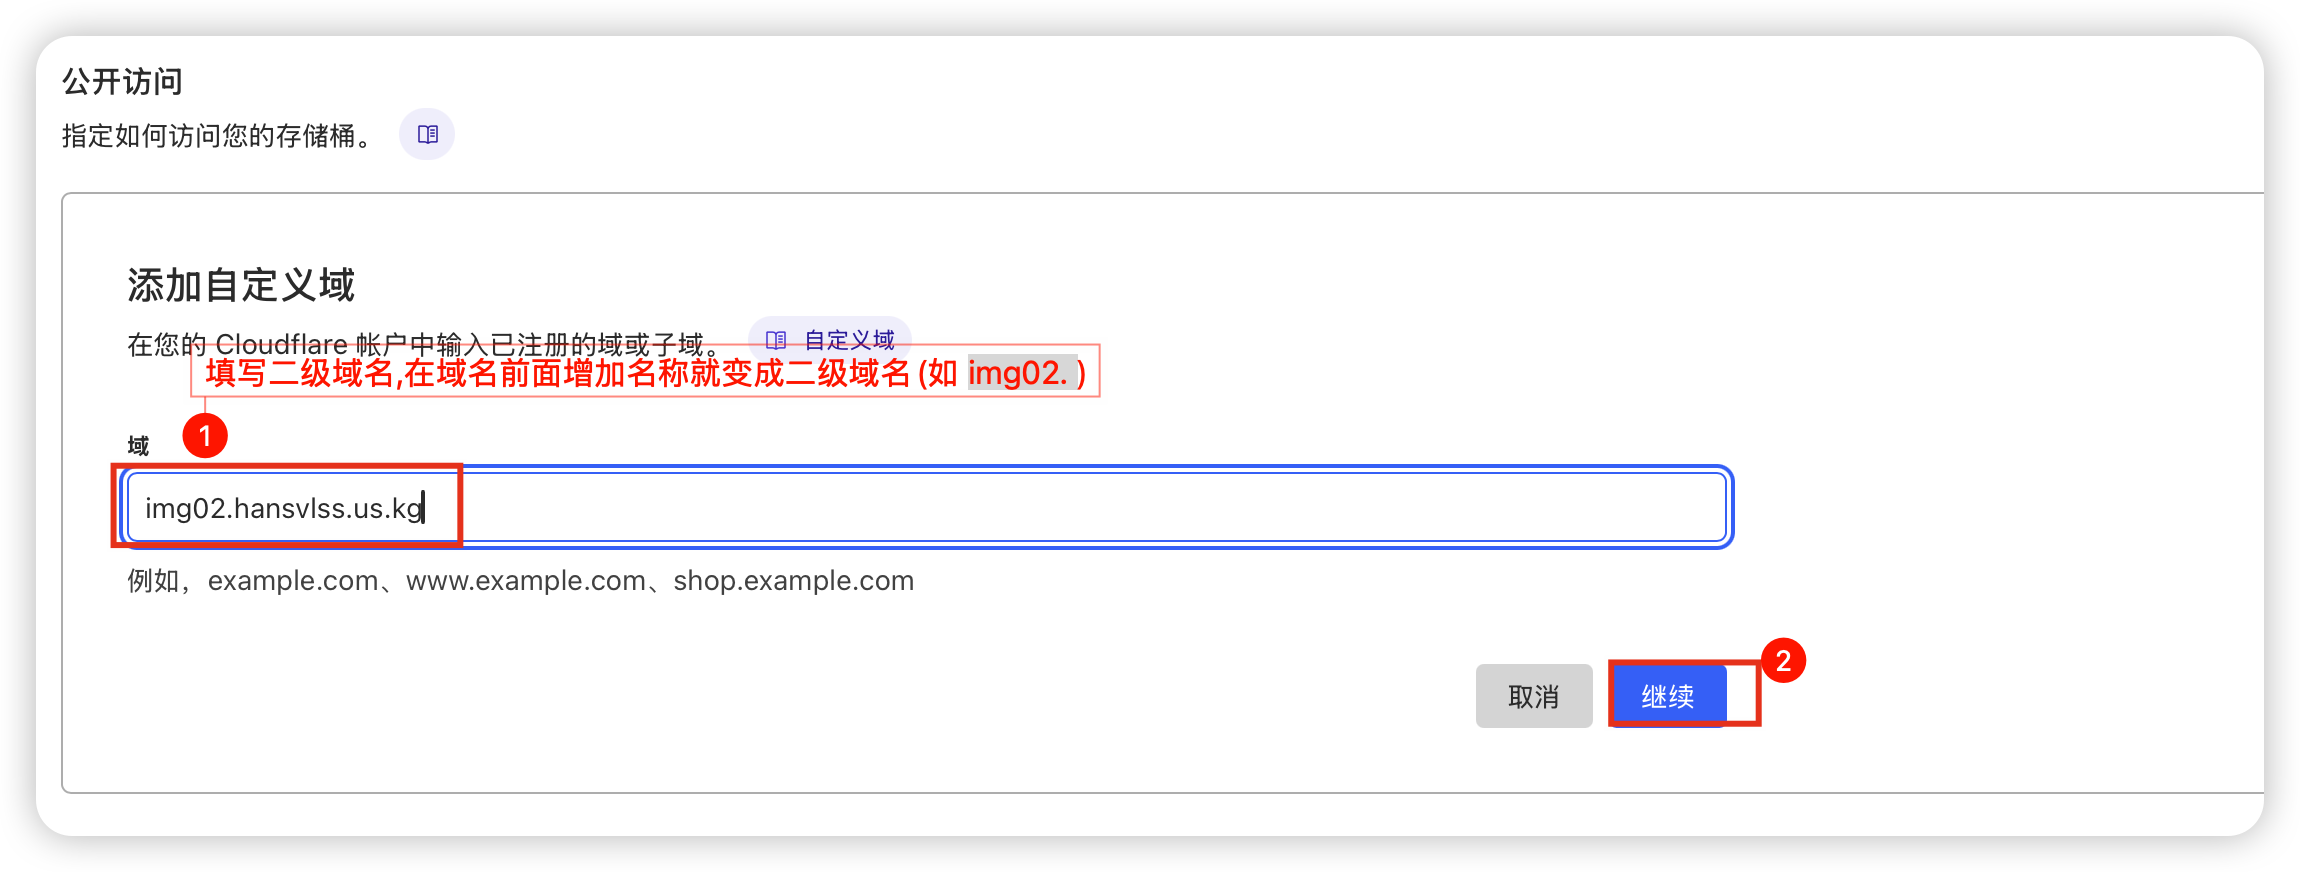 公开访问
指定如何访问您的存储桶。
添加自定义域
在您的 Cloudflare 帐户中输入已注册的域或子域。 自定义域
填写二级域名,在域名前面增加名称就变成二级域名(如 img02. )
1
域
img02.hansvlss.us.kg
例如，example.com、www.example.com、shop.example.com
2
取消 继续